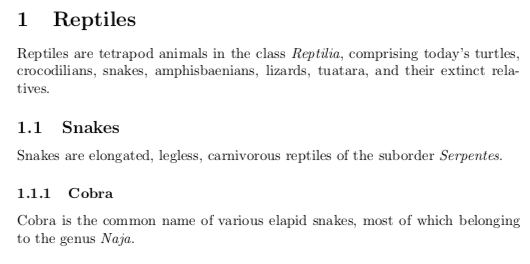 1 Reptiles
Reptiles are tetrapod animals in the class Reptilia, comprising today's turtles,
crocodilians, snakes, amphisbaenians, lizards, tuatara, and their extinct rela-
tives.
1.1 Snakes
Snakes are elongated, legless, carnivorous reptiles of the suborder Serpentes.
1.1.1 Cobra
Cobra is the common name of various elapid snakes, most of which belonging
to the genus Naja.